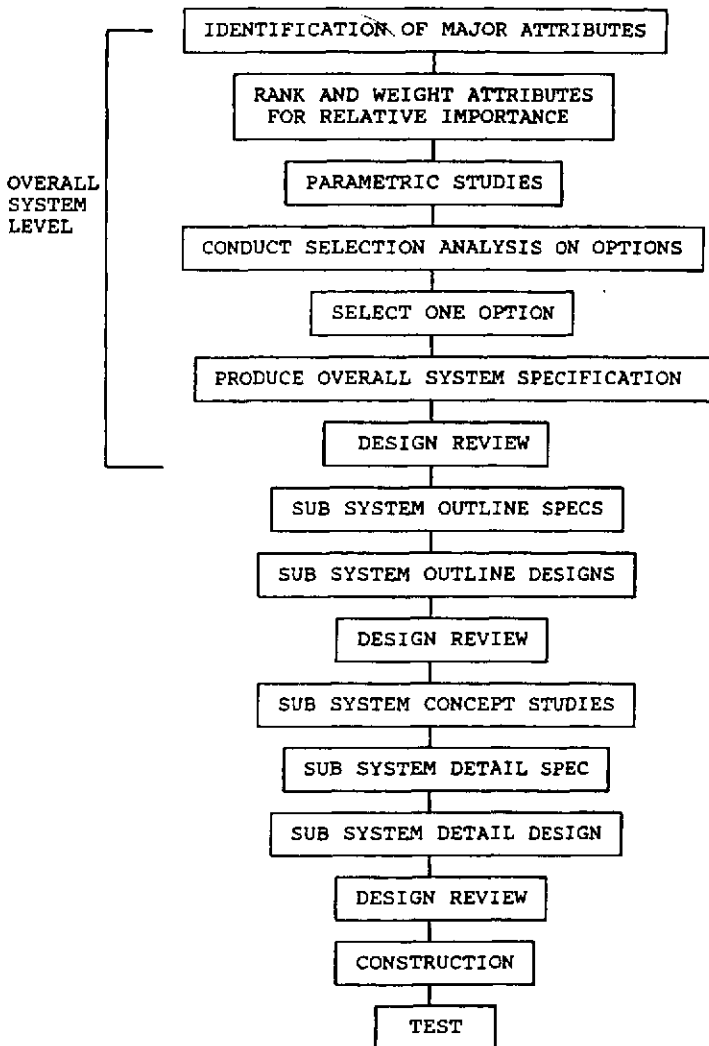 IDENTIFICATION OF MAJOR ATTRIBUTES
RANK AND WEIGHT ATTRIBUTES
FOR RELATIVE IMPORTANCE
OVERALL
SYSTEM
LEVEL
PARAMETRIC STUDIES
CONDUCT SELECTION ANALYSIS ON OPTIONS
SELECT ONE OPTION
PRODUCE OVERALL SYSTEM SPECIFICATION
DESIGN REVIEW
SUB SYSTEM OUTLINE SPECS
SUB SYSTEM OUTLINE DESIGNS
DESIGN REVIEW
SUB SYSTEM CONCEPT STUDIES
SUB SYSTEM DETAIL SPEC
SUB SYSTEM DETAIL DESIGN
DESIGN REVIEW
CONSTRUCTION
TEST